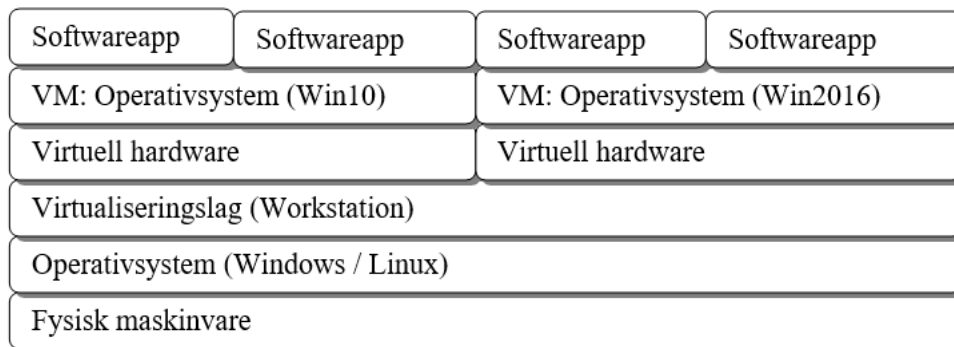 Softwareapp Softwareapp Softwareapp Softwareapp
VM: Operativsystem (Win10) VM: Operativsystem (Win2016)
Virtuell hardware Virtuell hardware
Virtualiseringslag (Workstation)
Operativsystem (Windows / Linux)
Fysisk maskinvare